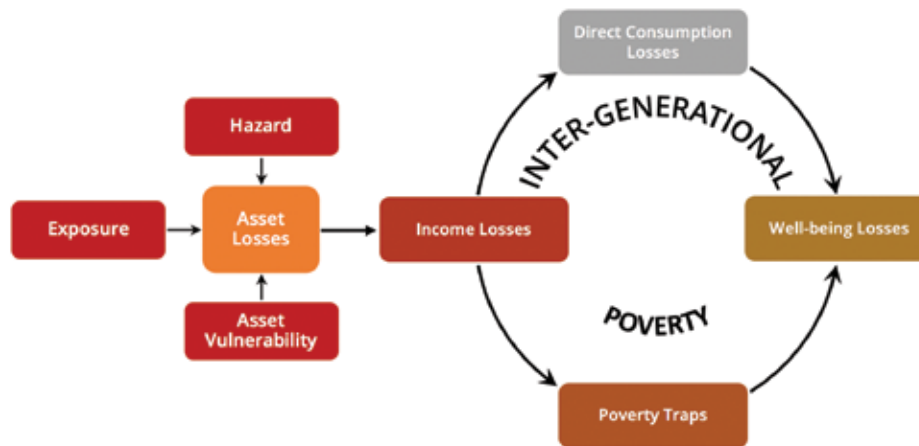 Direct Consumption
Losses
Hazard
INTER-GENERATIONAL
Exposure
Asset
Losses
Income Losses
Well-being Losses
Asset
Vulnerability
POVERTY
Poverty Traps